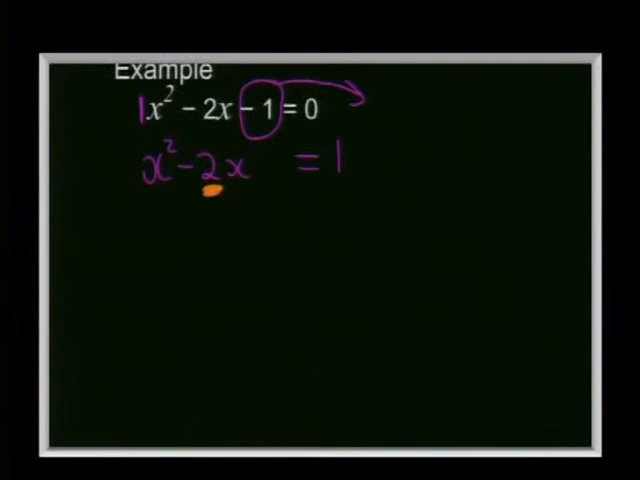 Example
1x² − 2x − 1 = 0
x² − 2x = 1